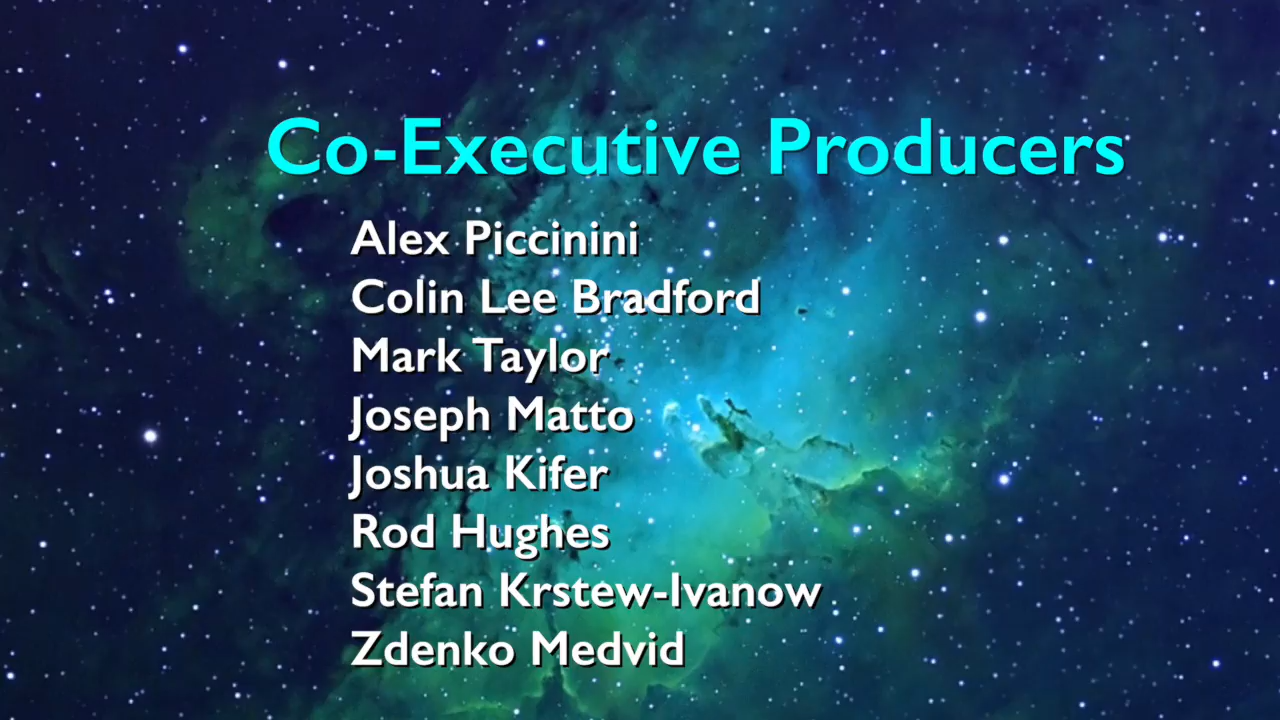 Co-Executive Producers
Alex Piccinini
Colin Lee Bradford
Mark Taylor
Joseph Matto
Joshua Kifer
Rod Hughes
Stefan Krstew-Ivanow
Zdenko Medvid